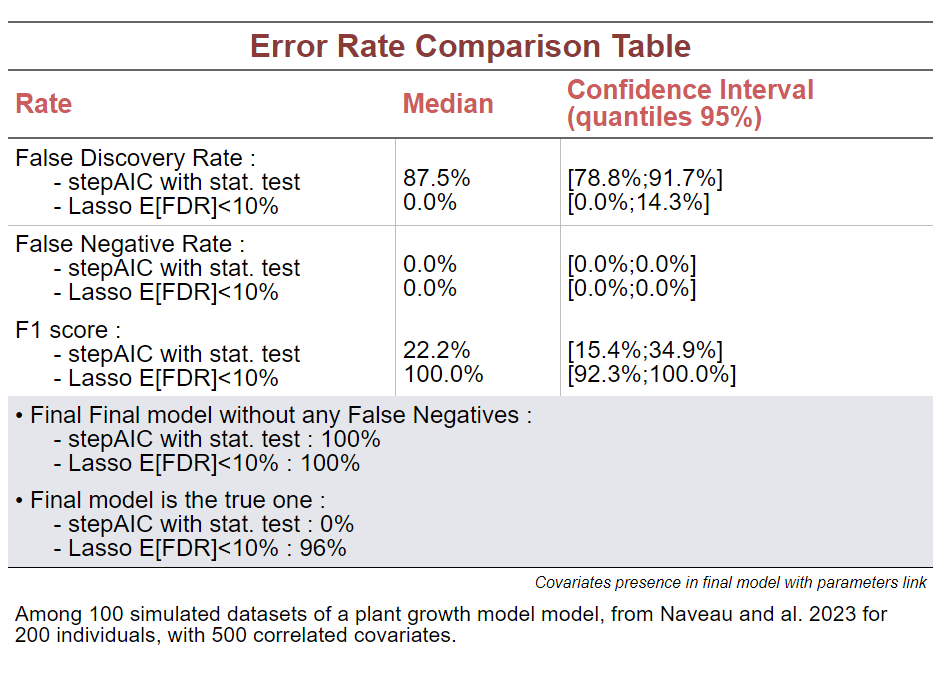 Error Rate Comparison Table
Rate Median Confidence Interval
(quantiles 95%)
False Discovery Rate :
- stepAIC with stat. test 87.5% [78.8%;91.7%]
- Lasso E[FDR]<10% 0.0% [0.0%;14.3%]
False Negative Rate :
- stepAIC with stat. test 0.0% [0.0%;0.0%]
- Lasso E[FDR]<10% 0.0% [0.0%;0.0%]
F1 score :
- stepAIC with stat. test 22.2% [15.4%;34.9%]
- Lasso E[FDR]<10% 100.0% [92.3%;100.0%]
• Final Final model without any False Negatives :
- stepAIC with stat. test : 100%
- Lasso E[FDR]<10% : 100%
• Final model is the true one :
- stepAIC with stat. test : 0%
- Lasso E[FDR]<10% : 96%
Covariates presence in final model with parameters link
Among 100 simulated datasets of a plant growth model model, from Naveau and al. 2023 for
200 individuals, with 500 correlated covariates.